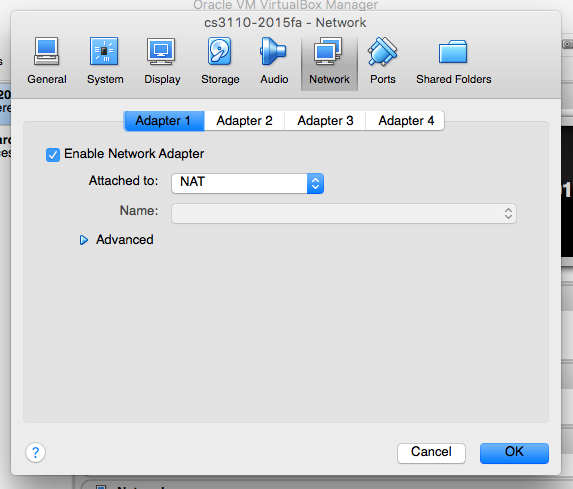 Oracle VM VirtualBox Manager
cs3110-2015fa - Network
General System Display Storage Audio Network Ports Shared Folders
Adapter 1 Adapter 2 Adapter 3 Adapter 4
Enable Network Adapter
Attached to: NAT
Name:
Advanced
? Cancel OK